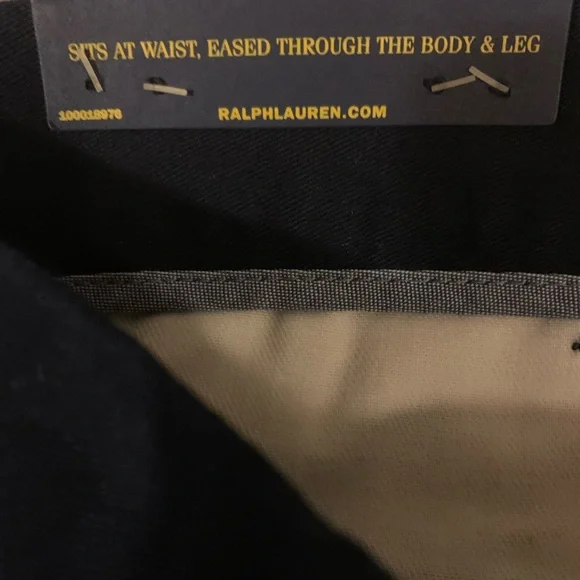 SITS AT WAIST, EASED THROUGH THE BODY & LEG
100018976
RALPHLAUREN.COM